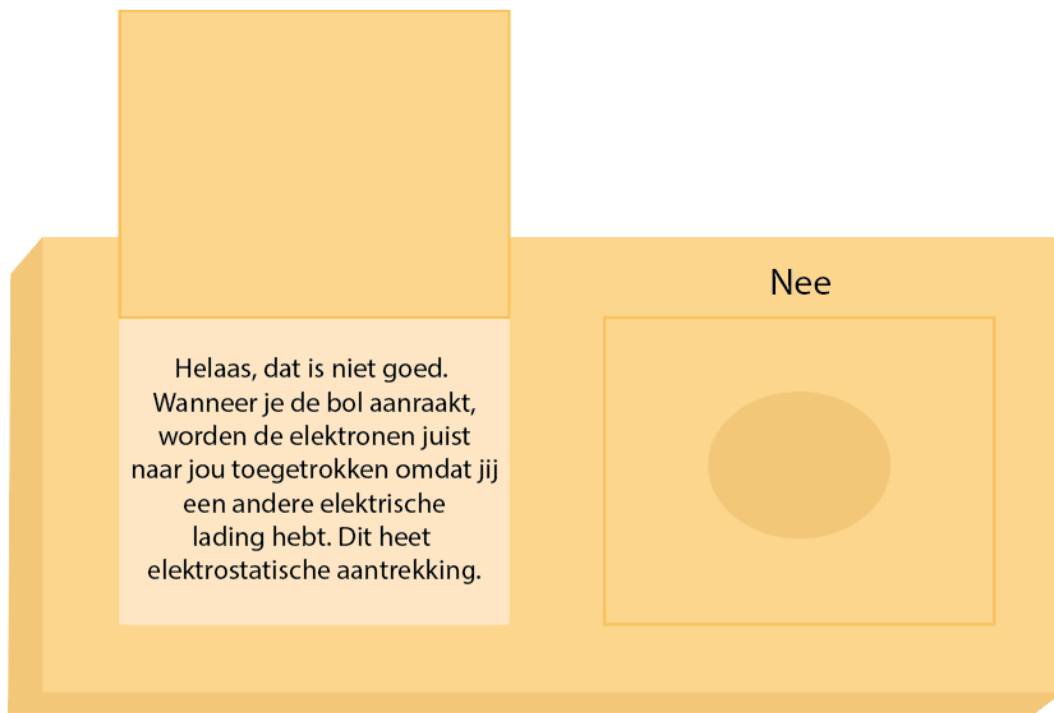 Nee
Helaas, dat is niet goed.
Wanneer je de bol aanraakt,
worden de elektronen juist
naar jou toegetrokken omdat jij
een andere elektrische
lading hebt. Dit heet
elektrostatische aantrekking.